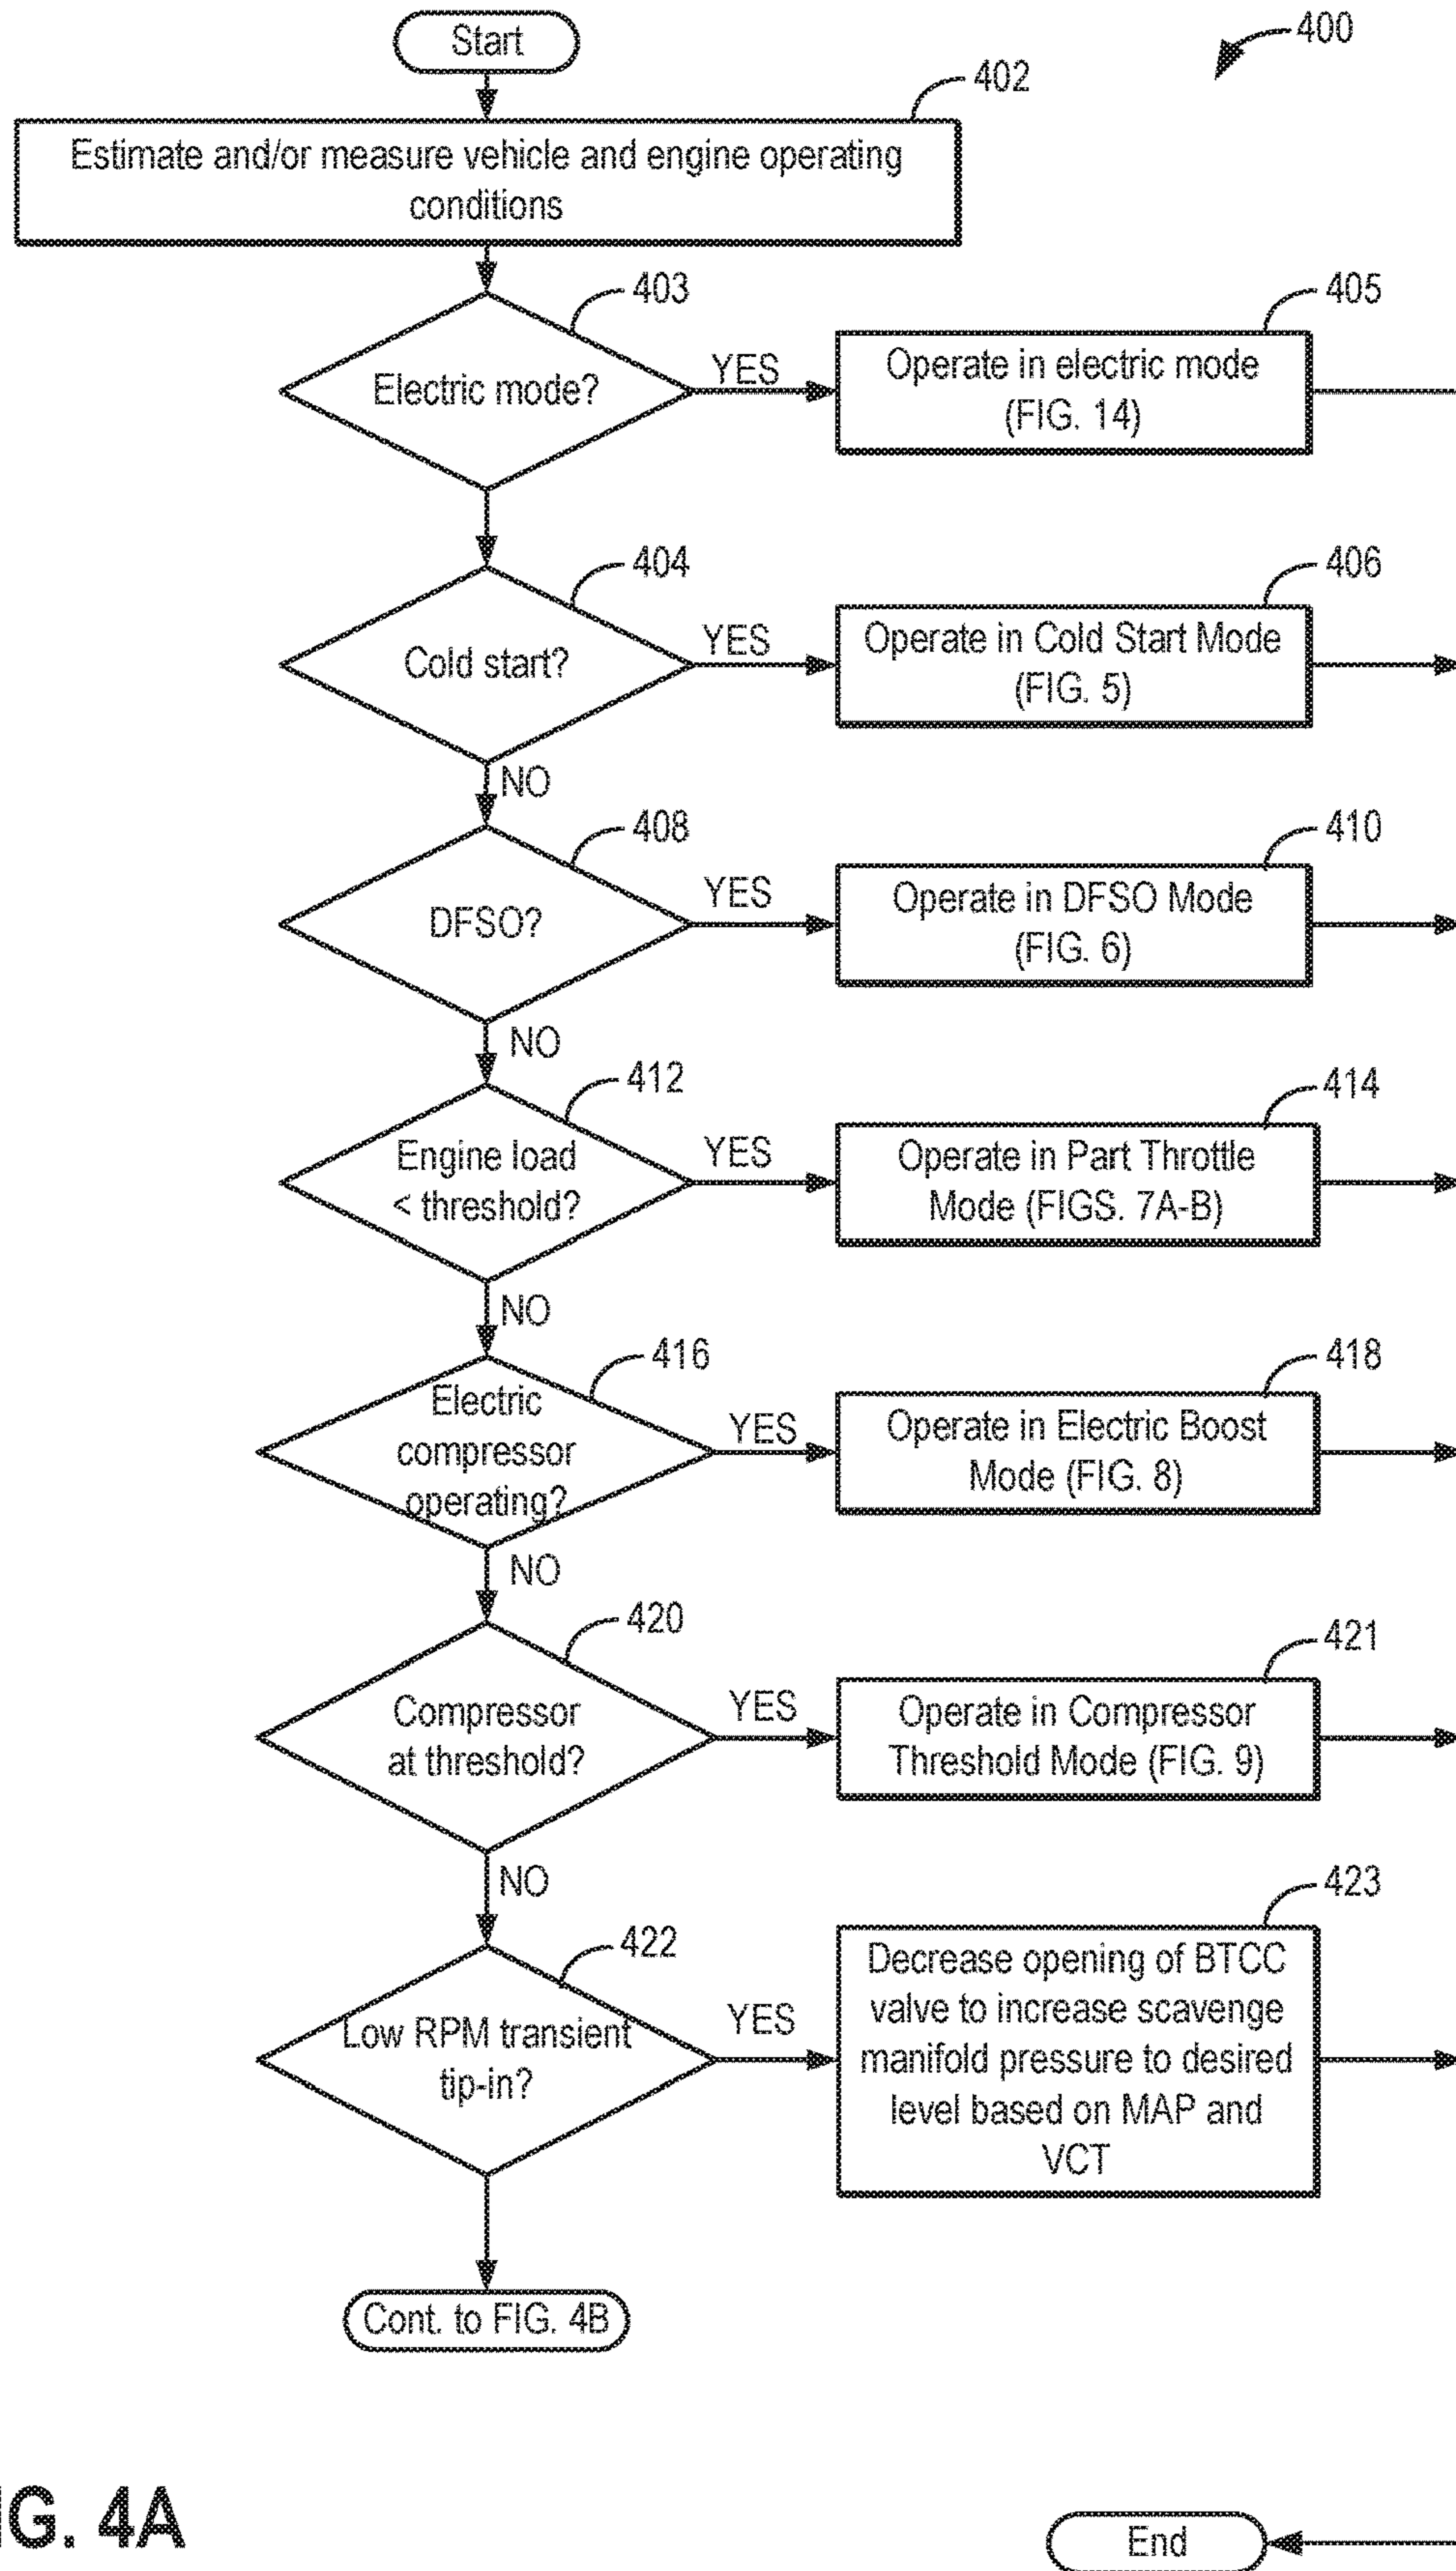 Start
400
402
Estimate and/or measure vehicle and engine operating
conditions
403
Electric mode?
YES
405
Operate in electric mode
(FIG. 14)
404
Cold start?
YES
406
Operate in Cold Start Mode
(FIG. 5)
NO
408
DFSO?
YES
410
Operate in DFSO Mode
(FIG. 6)
NO
412
Engine load
< threshold?
YES
414
Operate in Part Throttle
Mode (FIGS. 7A-B)
NO
416
Electric
compressor
operating?
YES
418
Operate in Electric Boost
Mode (FIG. 8)
NO
420
Compressor
at threshold?
YES
421
Operate in Compressor
Threshold Mode (FIG. 9)
NO
422
Low RPM transient
tip-in?
YES
423
Decrease opening of BTCC
valve to increase scavenge
manifold pressure to desired
level based on MAP and
VCT
Cont. to FIG. 4B
IG. 4A
End